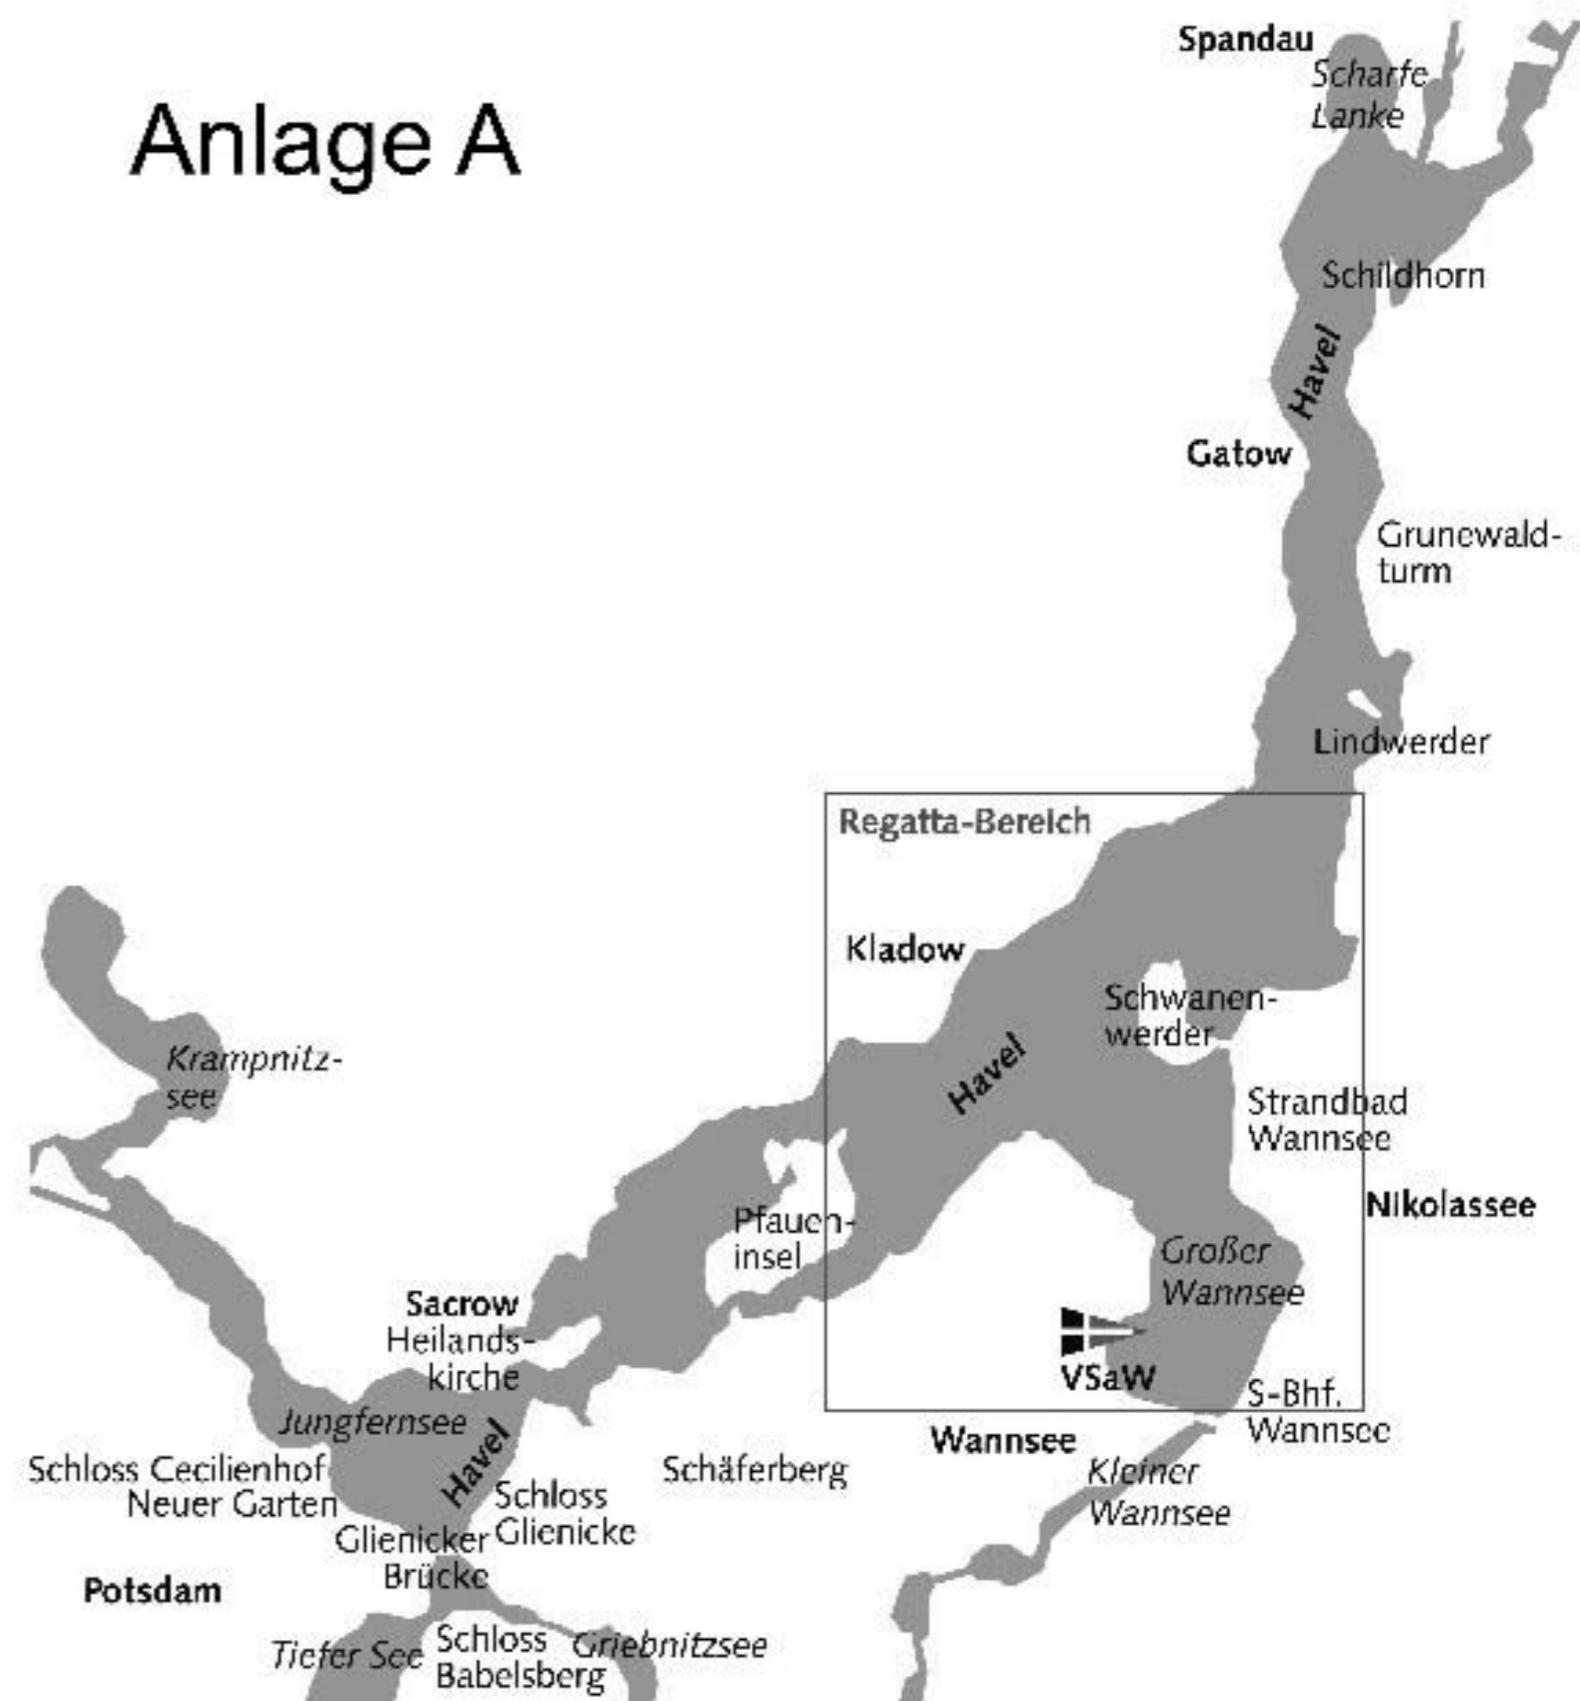 Spandau
Scharfe
Lanke
Anlage A
Schildhorn
Havel
Gatow
Grunewald-
turm
Lindwerder
Regatta-Bereich
Kladow
Schwanen-
werder
Havel
Krampnitz-
see
Strandbad
Wannsee
Nikolassee
Pfauen-
insel
Großer
Wannsee
Sacrow
Heilands-
kirche
VSaW
S-Bhf.
Wannsee
Jungfernsee
Havel
Wannsee
Schloss Cecilienhof
Neuer Garten
Schäferberg
Kleiner
Wannsee
Schloss
Glienicke
Glienicker
Brücke
Potsdam
Tiefer See
Schloss
Babelsberg
Griebnitzsee